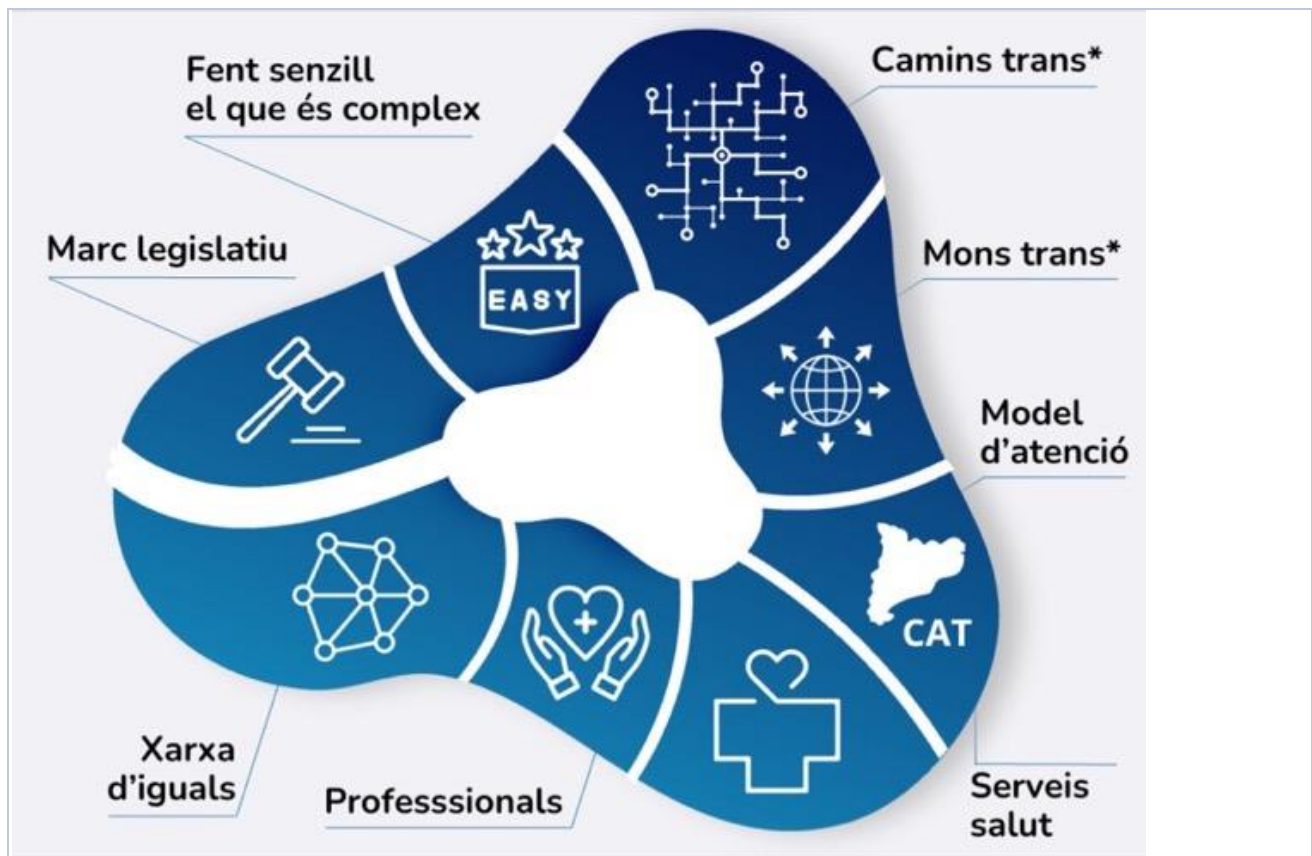 Fent senzill
el que és complex
Camins trans*
Marc legislatiu
EASY
Mons trans*
Model
d'atenció
CAT
Xarxa
d'iguals
Professsionals
Serveis
salut